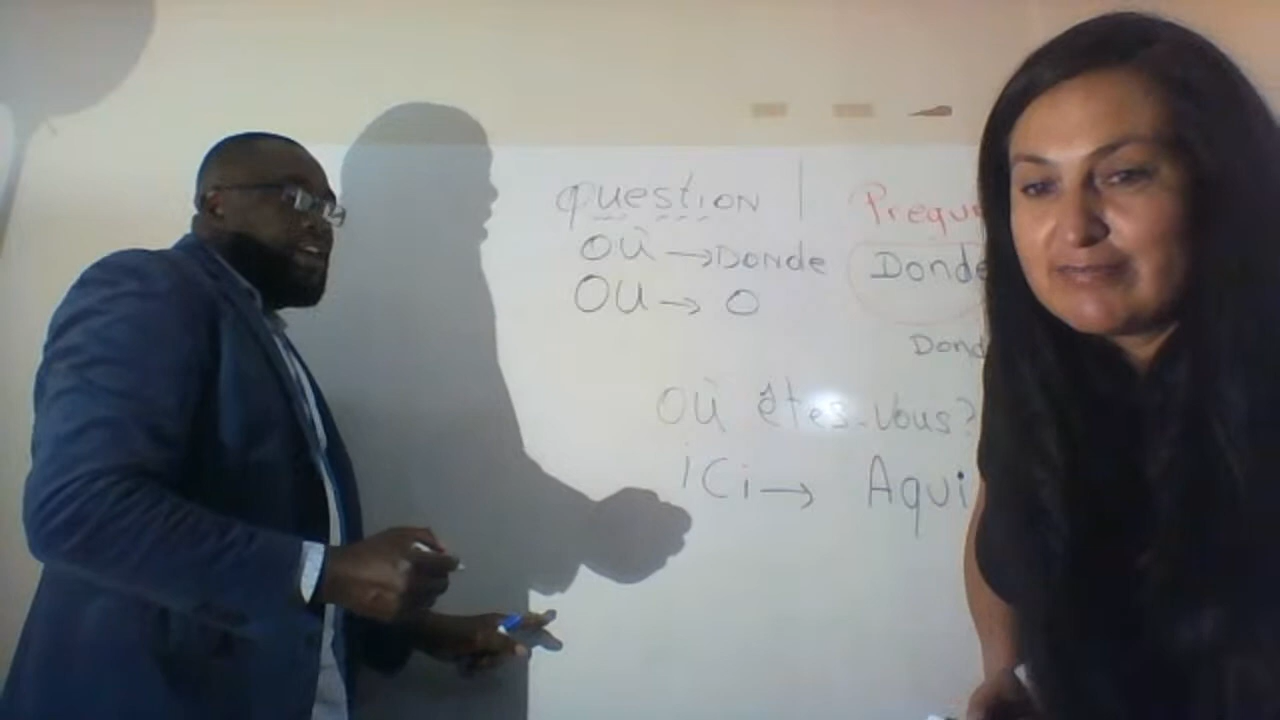 question | Pregu
OÙ → DONDE Donde
OU → O
Dond
OÙ êtes-vous?
iCi → Aqui